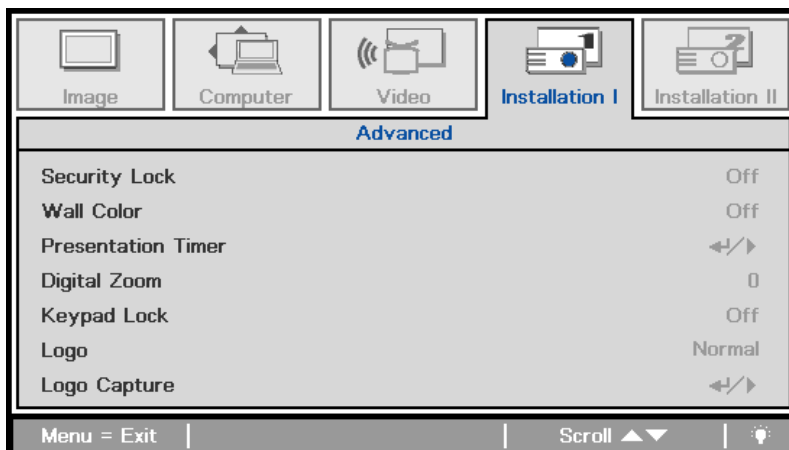 Image Computer Video Installation I Installation II
Advanced
Security Lock Off
Wall Color Off
Presentation Timer ↵/▶
Digital Zoom 0
Keypad Lock Off
Logo Normal
Logo Capture ↵/▶
Menu = Exit Scroll ▲▼